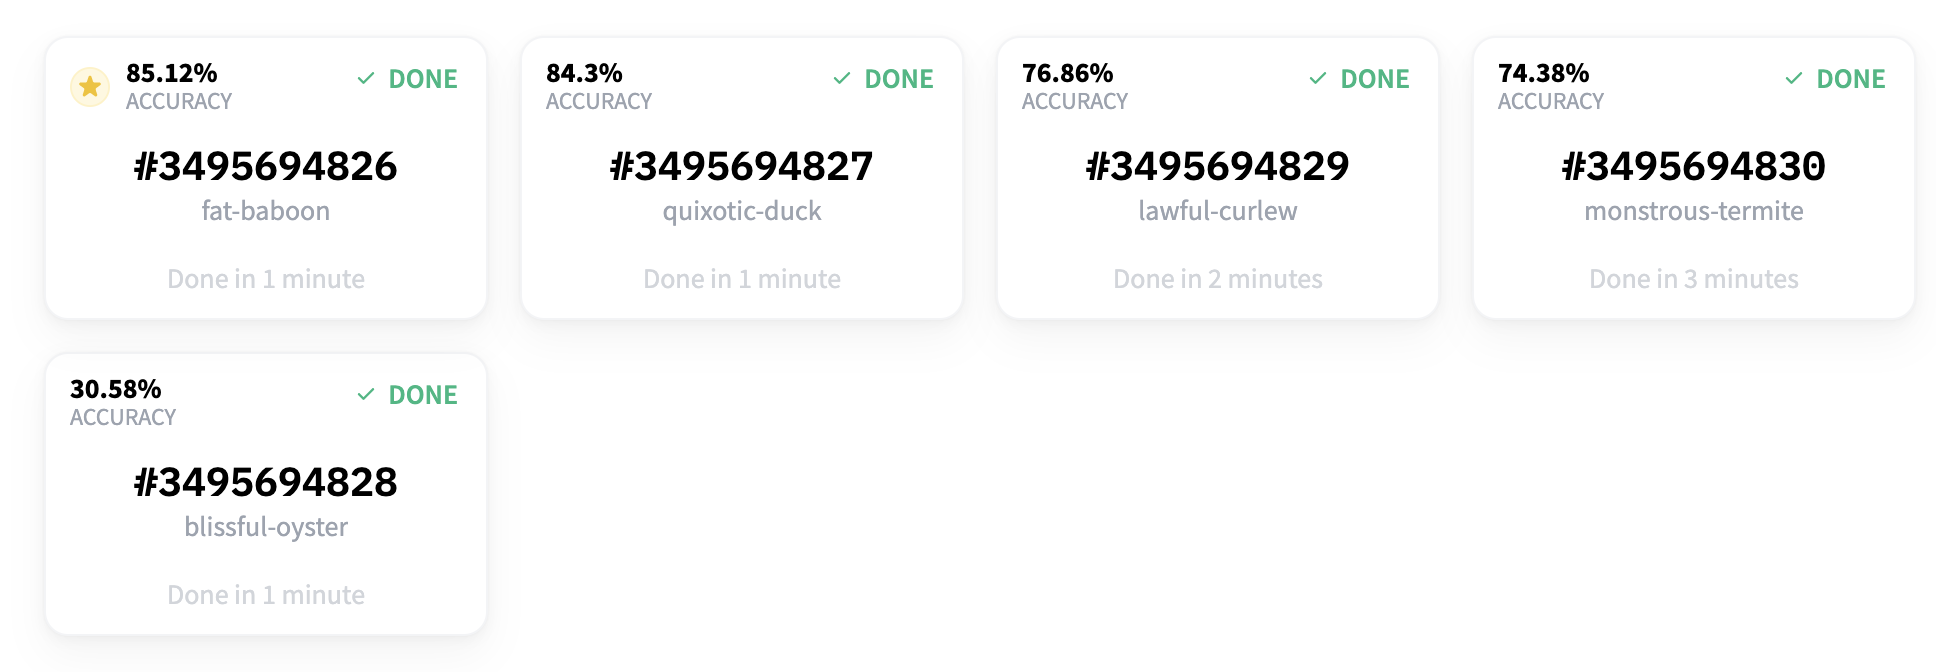 85.12%
ACCURACY
DONE
#3495694826
fat-baboon
Done in 1 minute
84.3%
ACCURACY
DONE
#3495694827
quixotic-duck
Done in 1 minute
76.86%
ACCURACY
DONE
#3495694829
lawful-curlew
Done in 2 minutes
74.38%
ACCURACY
DONE
#3495694830
monstrous-termite
Done in 3 minutes
30.58%
ACCURACY
DONE
#3495694828
blissful-oyster
Done in 1 minute